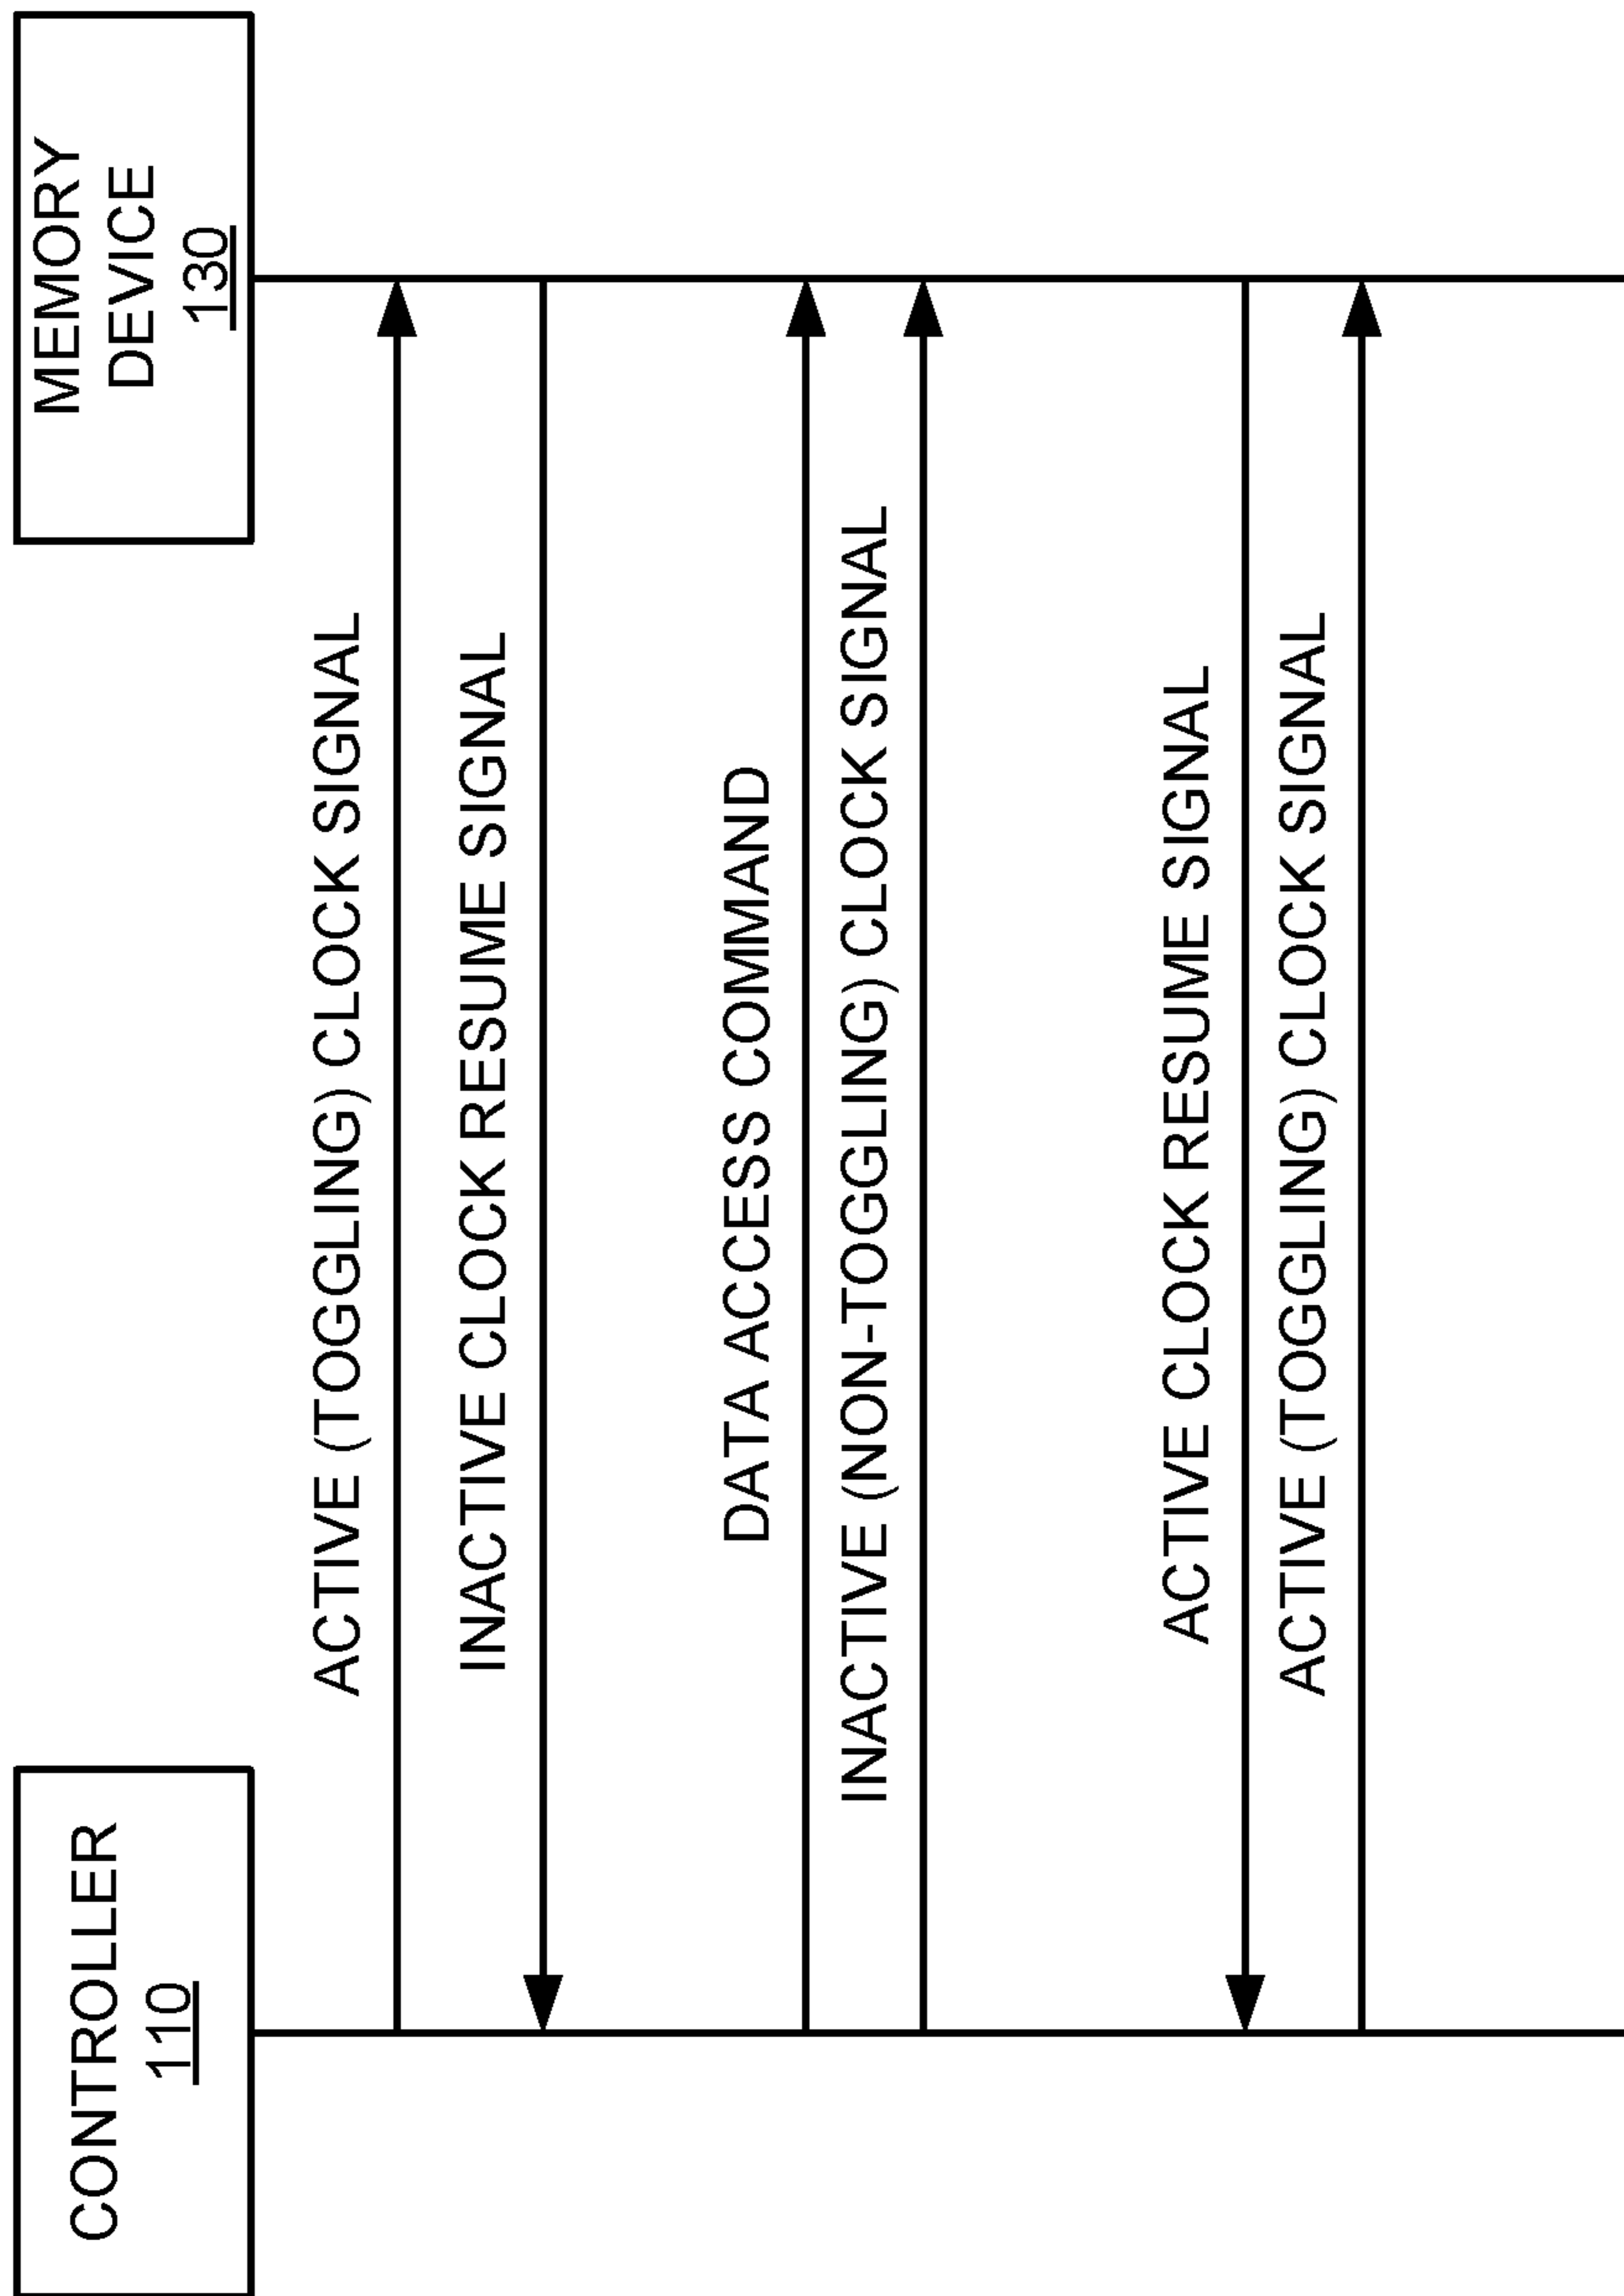 CONTROLLER
110
MEMORY
DEVICE
130
ACTIVE (TOGGLING) CLOCK SIGNAL
INACTIVE CLOCK RESUME SIGNAL
DATA ACCESS COMMAND
INACTIVE (NON-TOGGLING) CLOCK SIGNAL
ACTIVE CLOCK RESUME SIGNAL
ACTIVE (TOGGLING) CLOCK SIGNAL